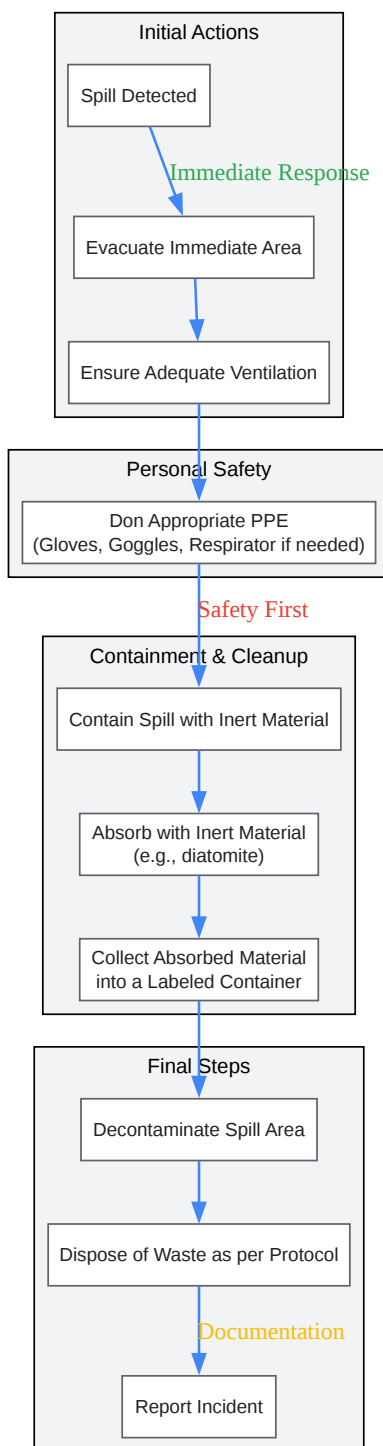 Initial Actions
Spill Detected
Immediate Response
Evacuate Immediate Area
Ensure Adequate Ventilation
Personal Safety
Don Appropriate PPE
(Gloves, Goggles, Respirator if needed)
Safety First
Containment & Cleanup
Contain Spill with Inert Material
Absorb with Inert Material
(e.g., diatomite)
Collect Absorbed Material
into a Labeled Container
Final Steps
Decontaminate Spill Area
Dispose of Waste as per Protocol
Documentation
Report Incident